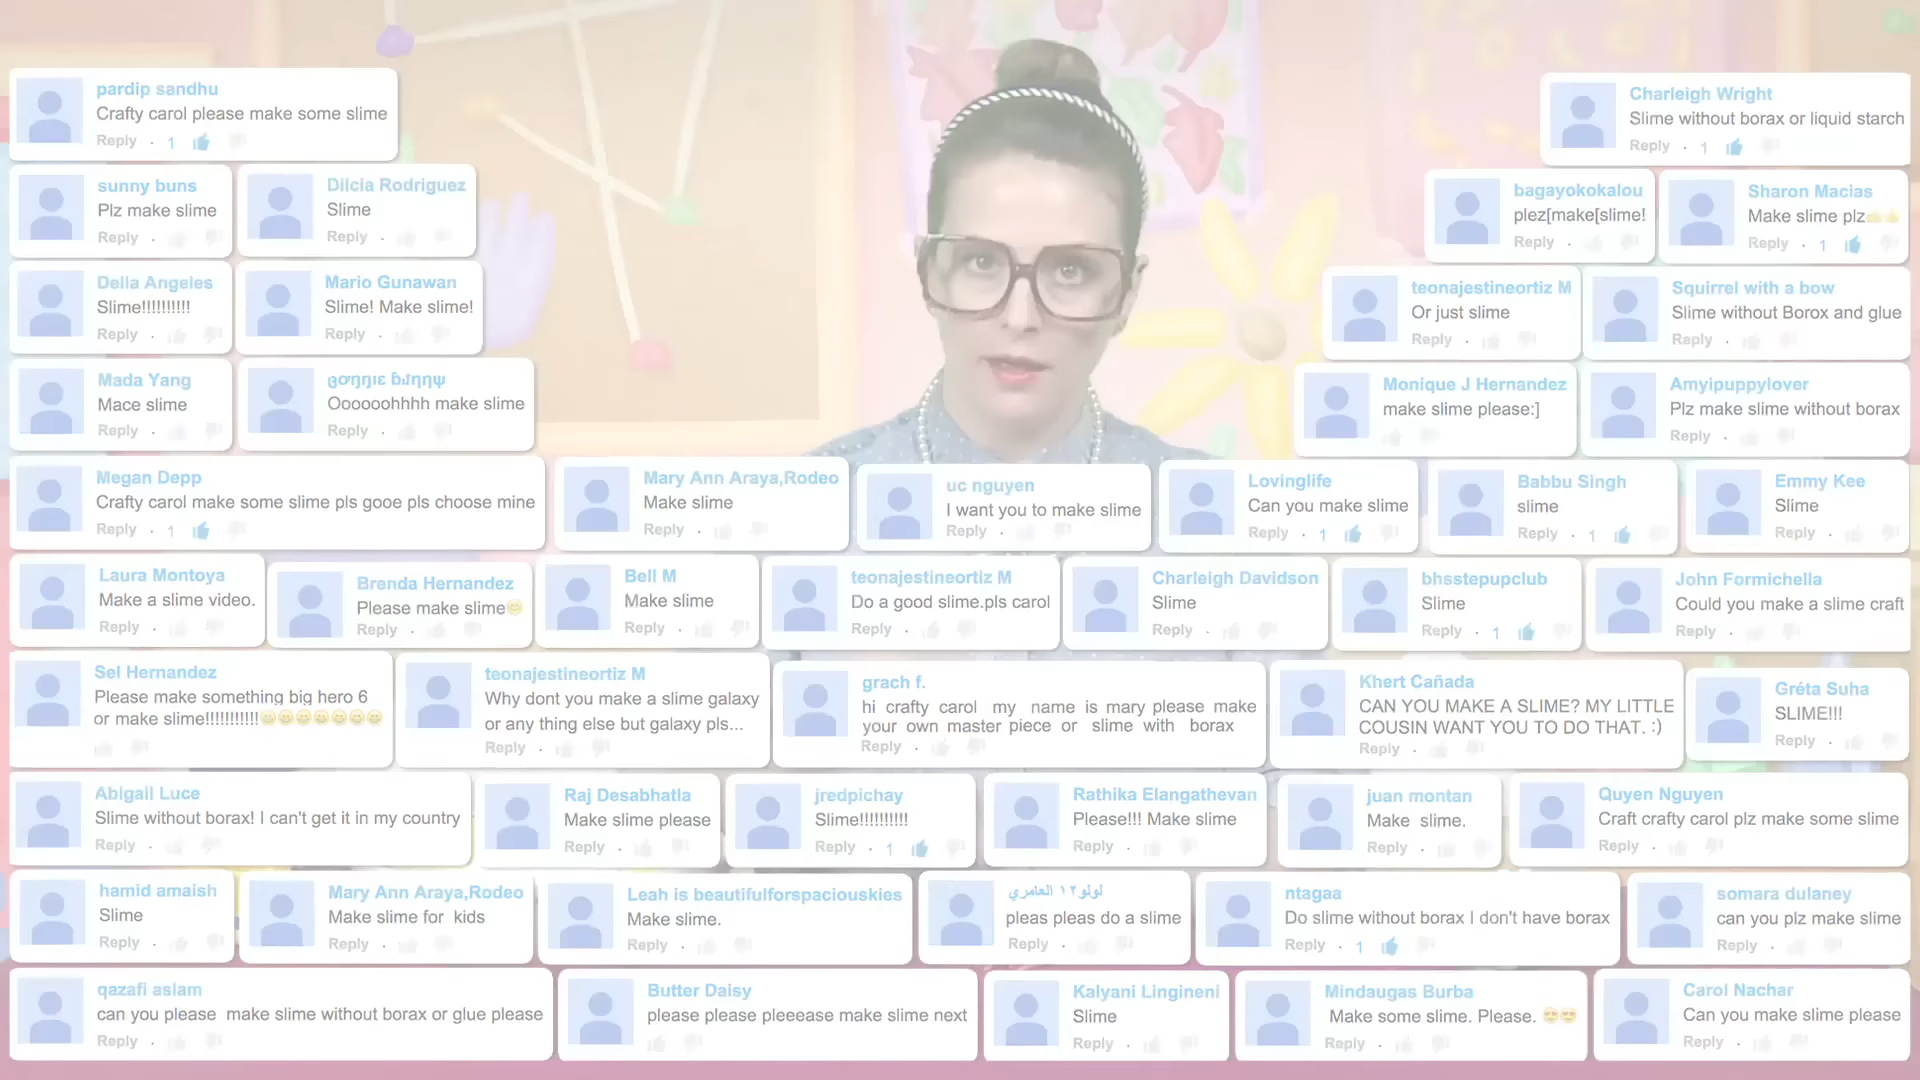 pardip sandhu
Crafty carol please make some slime
Reply · 1
Charleigh Wright
Slime without borax or liquid starch
Reply · 1
sunny buns
Plz make slime
Reply ·
Dilcia Rodriguez
Slime
Reply ·
bagayokokalou
plez[make[slime!
Reply ·
Sharon Macias
Make slime plz👍👍
Reply · 1
Della Angeles
Slime!!!!!!!!!!
Reply ·
Mario Gunawan
Slime! Make slime!
Reply ·
teonajestineortiz M
Or just slime
Reply ·
Squirrel with a bow
Slime without Borox and glue
Reply ·
Mada Yang
Mace slime
Reply ·
Oooooohhhh make slime
Reply ·
Monique J Hernandez
make slime please:]
Amyipuppylover
Plz make slime without borax
Reply ·
Megan Depp
Crafty carol make some slime pls gooe pls choose mine
Reply · 1
Mary Ann Araya,Rodeo
Make slime
Reply ·
uc nguyen
I want you to make slime
Reply ·
Lovinglife
Can you make slime
Reply · 1
Babbu Singh
slime
Reply · 1
Emmy Kee
Slime
Reply ·
Laura Montoya
Make a slime video.
Reply ·
Brenda Hernandez
Please make slime😊
Reply ·
Bell M
Make slime
Reply ·
teonajestineortiz M
Do a good slime.pls carol
Reply ·
Charleigh Davidson
Slime
Reply ·
bhsstepupclub
Slime
Reply · 1
John Formichella
Could you make a slime craft
Reply ·
Sel Hernandez
Please make something big hero 6
or make slime!!!!!!!!!!!😄😄😄😄😄😄😄
teonajestineortiz M
Why dont you make a slime galaxy
or any thing else but galaxy pls...
Reply ·
grach f.
hi crafty carol my name is mary please make
your own master piece or slime with borax
Reply ·
Khert Cañada
CAN YOU MAKE A SLIME? MY LITTLE
COUSIN WANT YOU TO DO THAT. :)
Reply ·
Gréta Suha
SLIME!!!
Reply ·
Abigail Luce
Slime without borax! I can't get it in my country
Reply ·
Raj Desabhatla
Make slime please
Reply ·
jredpichay
Slime!!!!!!!!!!
Reply · 1
Rathika Elangathevan
Please!!! Make slime
Reply ·
juan montan
Make slime.
Reply ·
Quyen Nguyen
Craft crafty carol plz make some slime
Reply ·
hamid amaish
Slime
Reply ·
Mary Ann Araya,Rodeo
Make slime for kids
Reply ·
Leah is beautifulforspaciouskies
Make slime.
Reply ·
لولو١٢ العامري
pleas pleas do a slime
Reply ·
ntagaa
Do slime without borax I don't have borax
Reply · 1
somara dulaney
can you plz make slime
Reply ·
qazafi aslam
can you please make slime without borax or glue please
Reply ·
Butter Daisy
please please pleeease make slime next
Kalyani Lingineni
Slime
Reply ·
Mindaugas Burba
Make some slime. Please. 😍😍
Reply ·
Carol Nachar
Can you make slime please
Reply ·